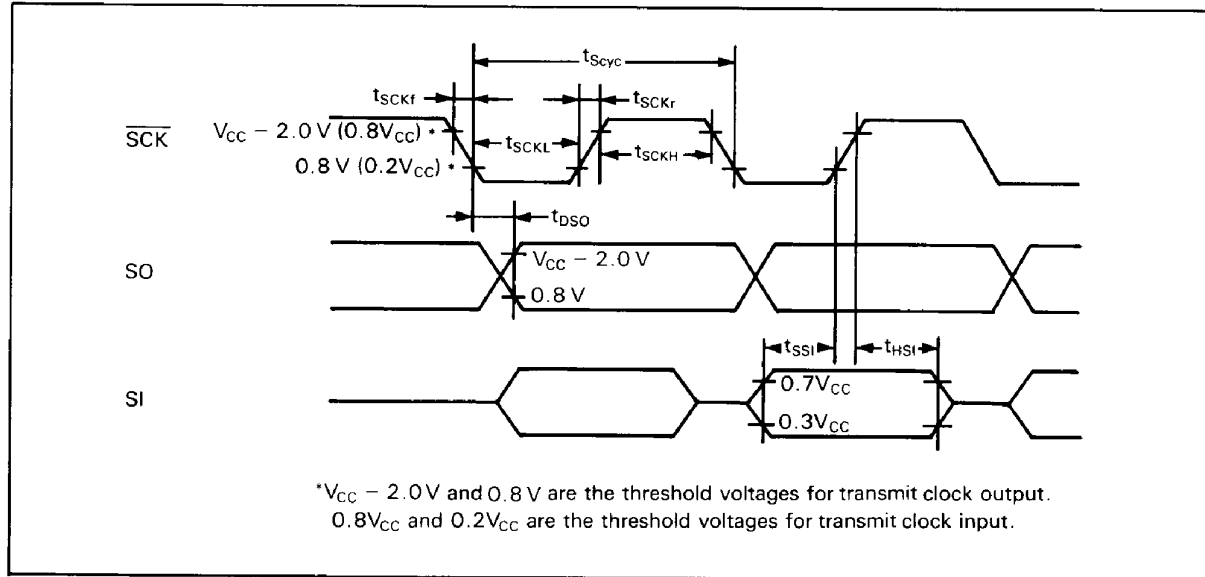 tScyc
tSCKf
tSCKr
SCK
VCC − 2.0 V (0.8VCC) *
tSCKL
tSCKH
0.8 V (0.2VCC) *
tDSO
SO
VCC − 2.0 V
0.8 V
tSSI
tHSI
SI
0.7VCC
0.3VCC
*VCC − 2.0 V and 0.8 V are the threshold voltages for transmit clock output.
0.8VCC and 0.2VCC are the threshold voltages for transmit clock input.